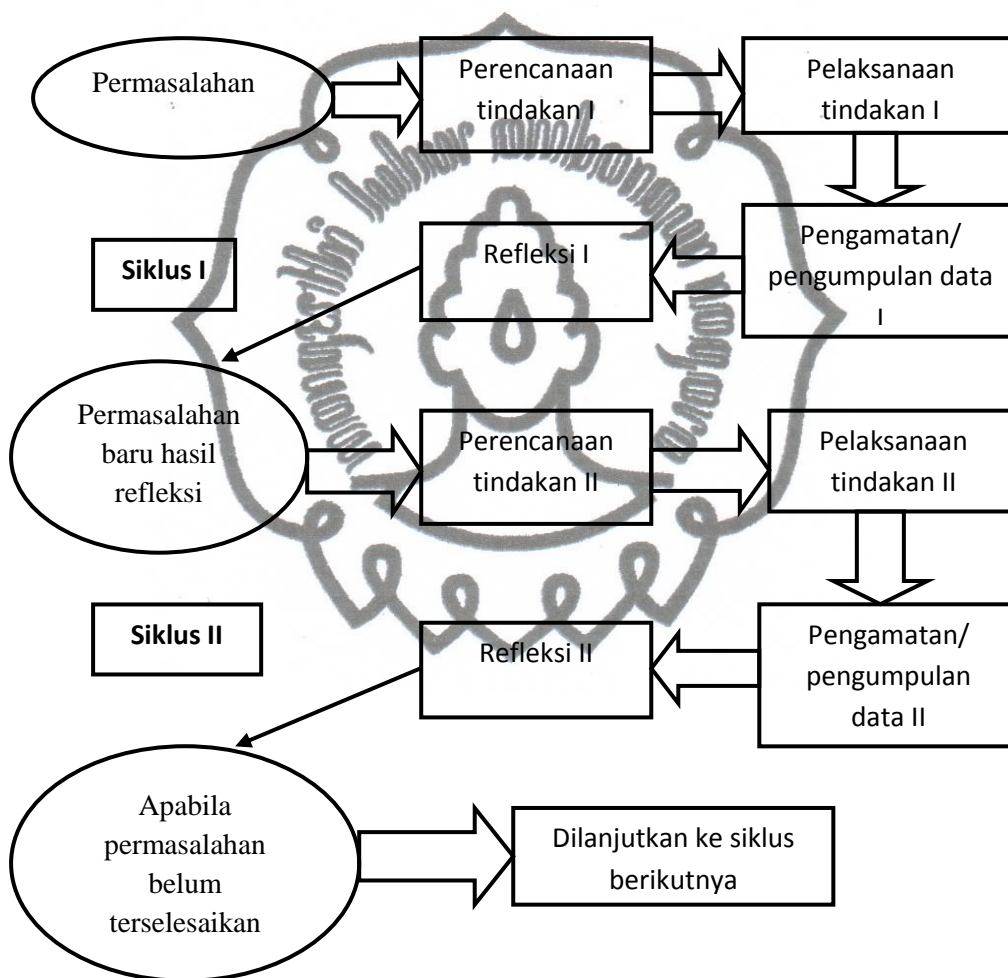 Permasalahan
Perencanaan
tindakan I
Pelaksanaan
tindakan I
Siklus I
Refleksi I
Pengamatan/
pengumpulan data
I
Permasalahan
baru hasil
refleksi
Perencanaan
tindakan II
Pelaksanaan
tindakan II
Siklus II
Refleksi II
Pengamatan/
pengumpulan
data II
Apabila
permasalahan
belum
terselesaikan
Dilanjutkan ke siklus
berikutnya